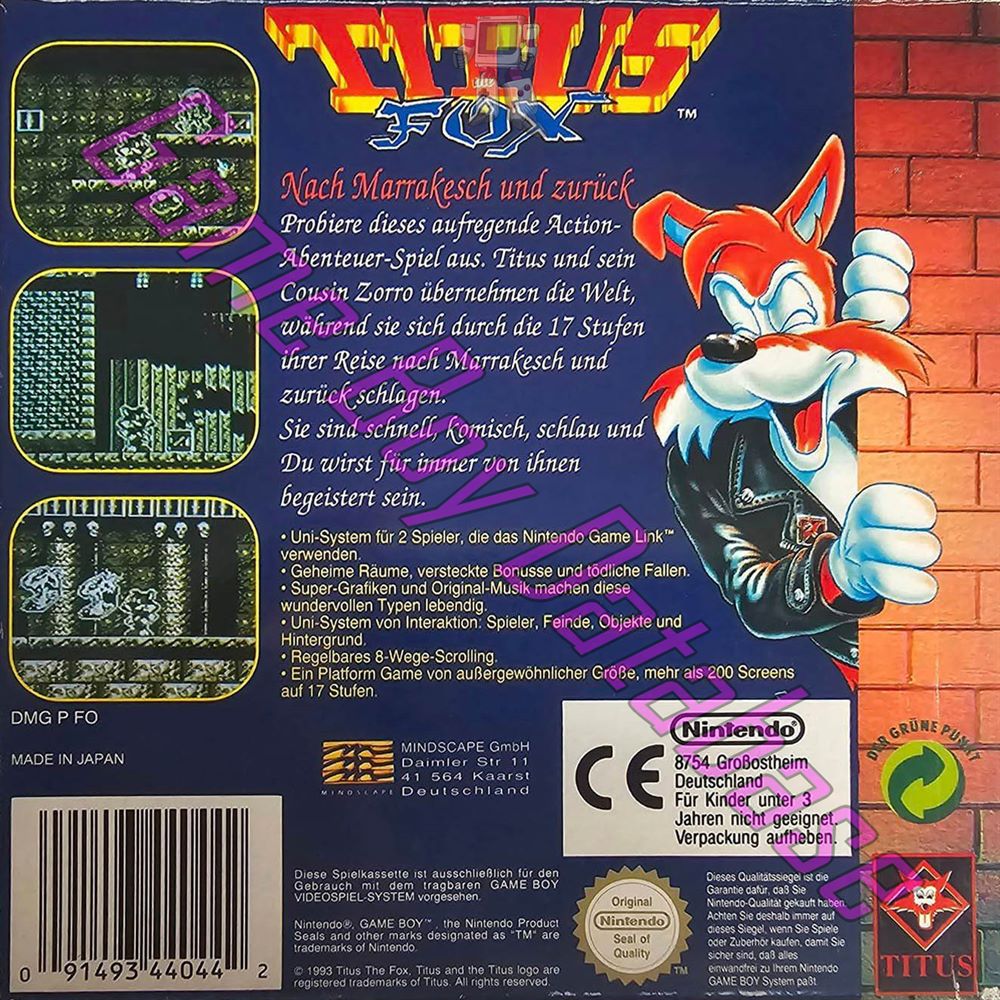 TITUS
the
FOX™
Nach Marrakesch und zurück
Probiere dieses aufregende Action-
Abenteuer-Spiel aus. Titus und sein
Cousin Zorro übernehmen die Welt,
während sie sich durch die 17 Stufen
ihrer Reise nach Marrakesch und
zurück schlagen.
Sie sind schnell, komisch, schlau und
Du wirst für immer von ihnen
begeistert sein.
• Uni-System für 2 Spieler, die das Nintendo Game Link™
verwenden.
• Geheime Räume, versteckte Bonusse und tödliche Fallen.
• Super-Grafiken und Original-Musik machen diese
wundervollen Typen lebendig.
• Uni-System von Interaktion: Spieler, Feinde, Objekte und
Hintergrund.
• Regelbares 8-Wege-Scrolling.
• Ein Platform Game von außergewöhnlicher Größe, mehr als 200 Screens
auf 17 Stufen.
DMG P FO
MADE IN JAPAN
MINDSCAPE
MINDSCAPE GmbH
Daimler Str 11
41 564 Kaarst
Deutschland
CE
Nintendo®
8754 Großostheim
Deutschland
Für Kinder unter 3
Jahren nicht geeignet.
Verpackung aufheben.
DER GRÜNE PUNKT
Diese Spielkassette ist ausschließlich für den
Gebrauch mit dem tragbaren GAME BOY
VIDEOSPIEL-SYSTEM vorgesehen.
Nintendo®, GAME BOY™, the Nintendo Product
Seals and other marks designated as "TM" are
trademarks of Nintendo.
© 1993 Titus The Fox, Titus and the Titus logo are
registered trademarks of Titus. All rights reserved.
Original
Nintendo
Seal of
Quality
TM
Dieses Qualitätssiegel ist die
Garantie dafür, daß Sie
Nintendo-Qualität gekauft haben.
Achten Sie deshalb immer auf
dieses Siegel, wenn Sie Spiele
oder Zubehör kaufen, damit Sie
sicher sind, daß alles
einwandfrei zu Ihrem Nintendo
GAME BOY System paßt.
TITUS
0 91493 44044 2
Game Boy Database